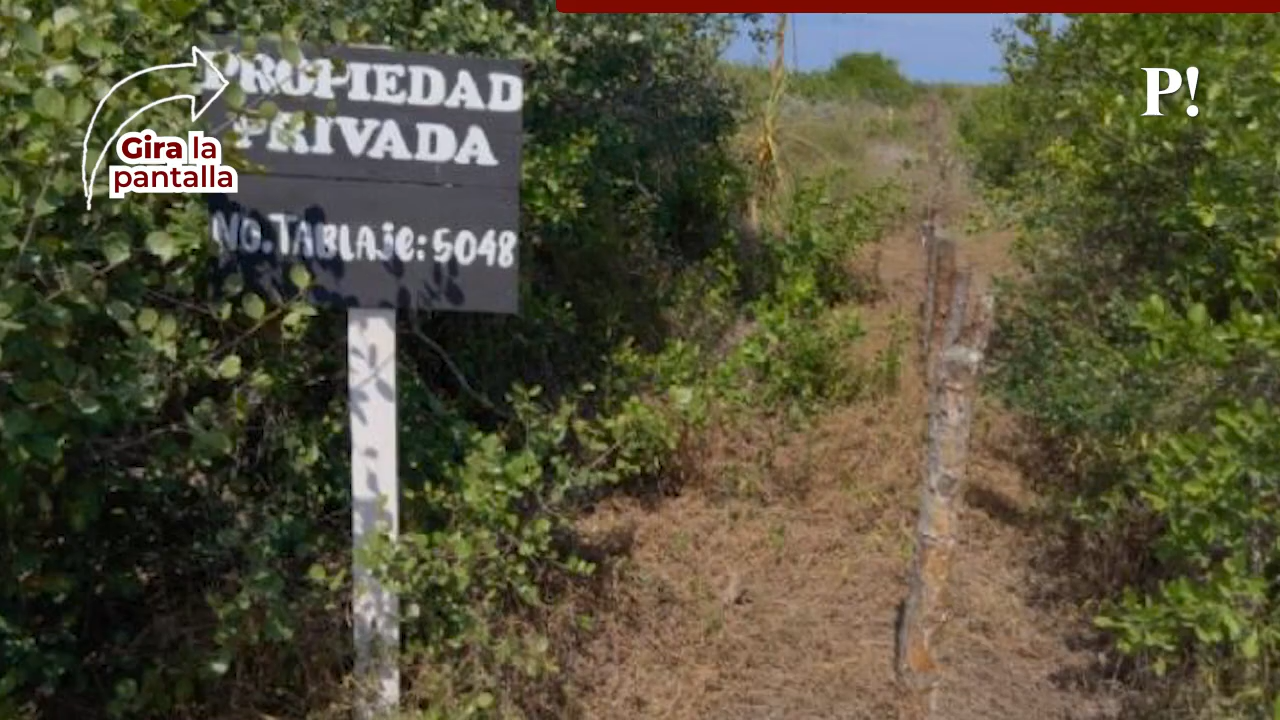 PROPIEDAD
PRIVADA
NO. TABLAJE: 5048
Gira la
pantalla
P!